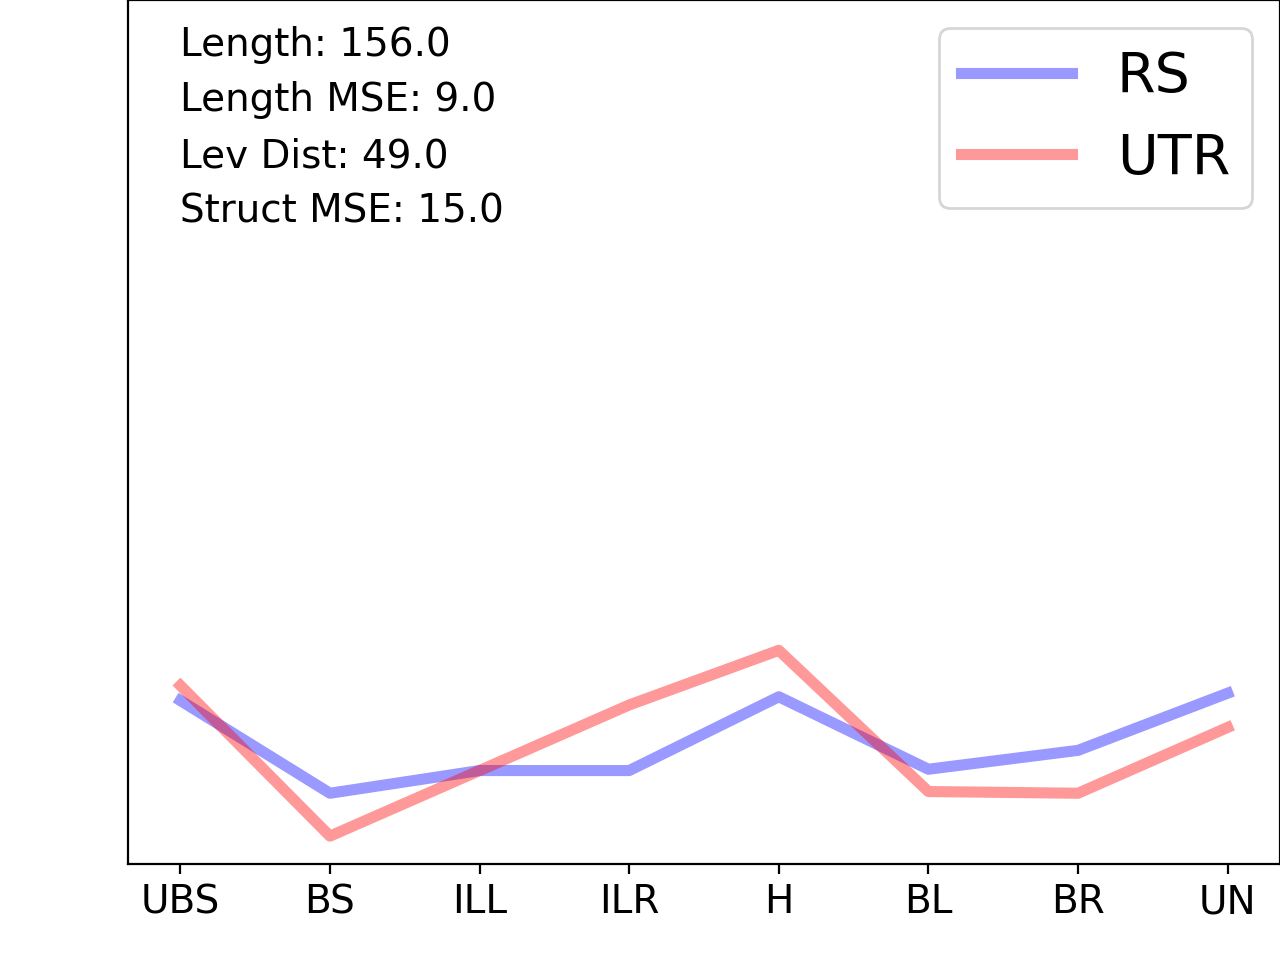 Length: 156.0
Length MSE: 9.0
Lev Dist: 49.0
Struct MSE: 15.0
RS
UTR
UBS BS ILL ILR H BL BR UN